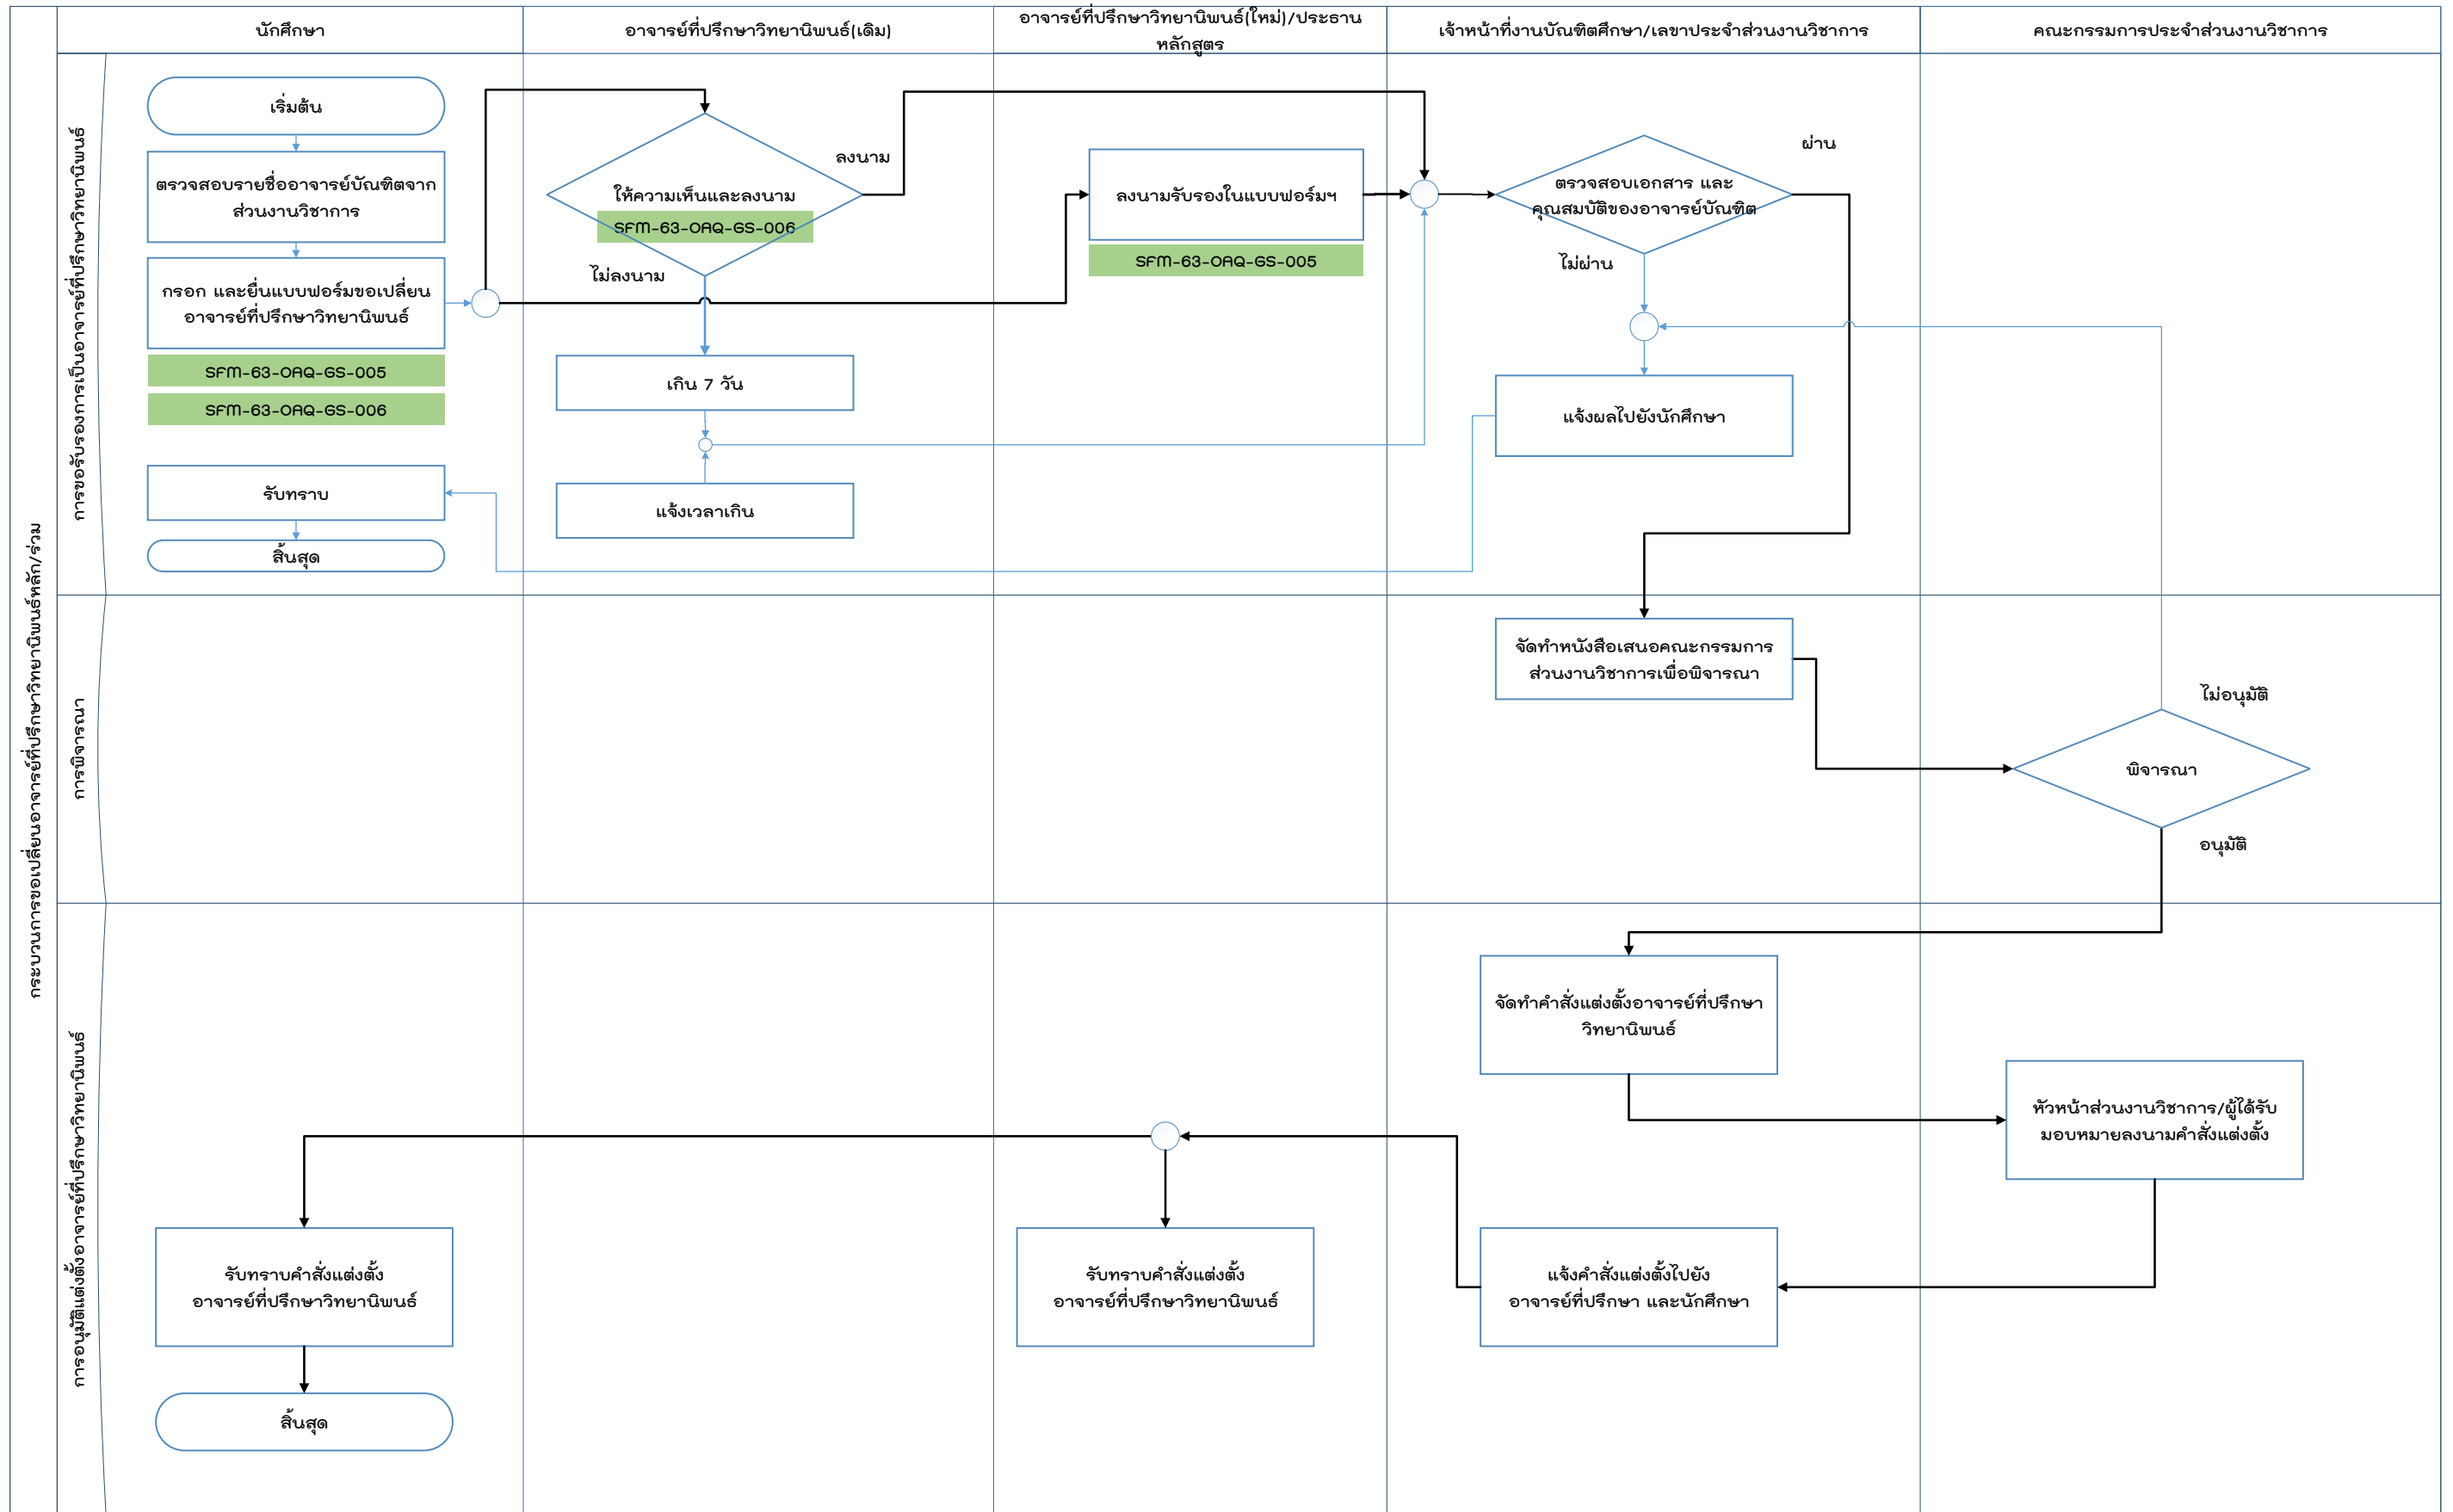 นักศึกษา
อาจารย์ที่ปรึกษาวิทยานิพนธ์(เดิม)
อาจารย์ที่ปรึกษาวิทยานิพนธ์(ใหม่)/ประธาน
หลักสูตร
เจ้าหน้าที่งานบัณฑิตศึกษา/เลขาประจำส่วนงานวิชาการ
คณะกรรมการประจำส่วนงานวิชาการ
กระบวนการขอเปลี่ยนอาจารย์ที่ปรึกษาวิทยานิพนธ์หลัก/ร่วม
การขอรับรองการเป็นอาจารย์ที่ปรึกษาวิทยานิพนธ์
เริ่มต้น
ตรวจสอบรายชื่ออาจารย์บัณฑิตจาก
ส่วนงานวิชาการ
กรอก และยื่นแบบฟอร์มขอเปลี่ยน
อาจารย์ที่ปรึกษาวิทยานิพนธ์
SFM-63-OAQ-GS-005
SFM-63-OAQ-GS-006
รับทราบ
สิ้นสุด
ให้ความเห็นและลงนาม
SFM-63-OAQ-GS-006
ลงนาม
ไม่ลงนาม
เกิน 7 วัน
แจ้งเวลาเกิน
ลงนามรับรองในแบบฟอร์มฯ
SFM-63-OAQ-GS-005
ตรวจสอบเอกสาร และ
คุณสมบัติของอาจารย์บัณฑิต
ผ่าน
ไม่ผ่าน
แจ้งผลไปยังนักศึกษา
การพิจารณา
จัดทำหนังสือเสนอคณะกรรมการ
ส่วนงานวิชาการเพื่อพิจารณา
ไม่อนุมัติ
พิจารณา
อนุมัติ
การอนุมัติแต่งตั้งอาจารย์ที่ปรึกษาวิทยานิพนธ์
จัดทำคำสั่งแต่งตั้งอาจารย์ที่ปรึกษา
วิทยานิพนธ์
หัวหน้าส่วนงานวิชาการ/ผู้ได้รับ
มอบหมายลงนามคำสั่งแต่งตั้ง
แจ้งคำสั่งแต่งตั้งไปยัง
อาจารย์ที่ปรึกษา และนักศึกษา
รับทราบคำสั่งแต่งตั้ง
อาจารย์ที่ปรึกษาวิทยานิพนธ์
รับทราบคำสั่งแต่งตั้ง
อาจารย์ที่ปรึกษาวิทยานิพนธ์
สิ้นสุด